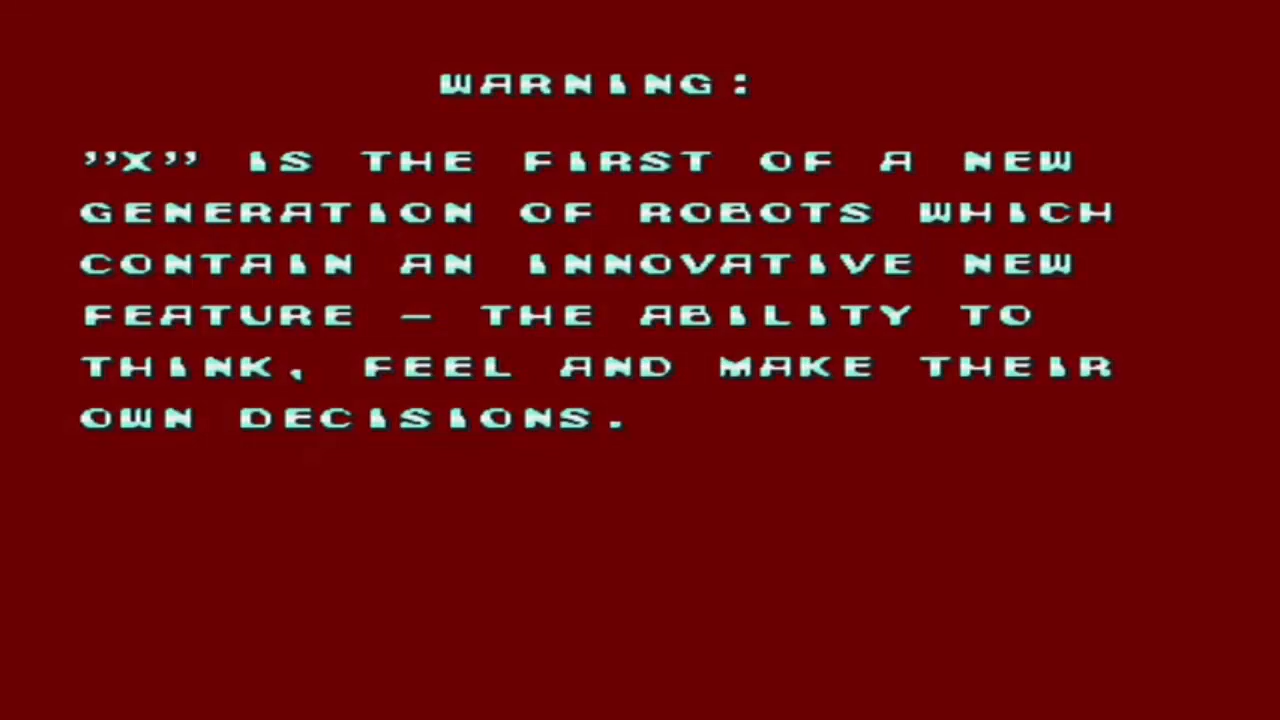 WARNING:
"X" IS THE FIRST OF A NEW
GENERATION OF ROBOTS WHICH
CONTAIN AN INNOVATIVE NEW
FEATURE – THE ABILITY TO
THINK, FEEL AND MAKE THEIR
OWN DECISIONS.